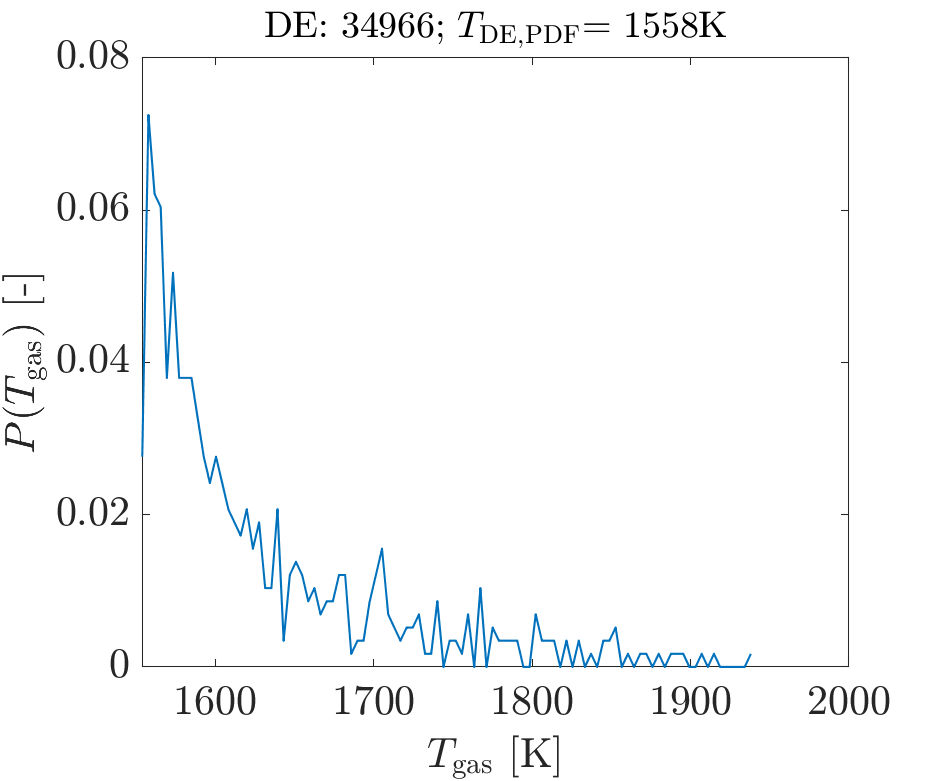 DE: 34966; T_DE,PDF= 1558K
0.08
0.06
0.04
0.02
0
P(T_gas) [-]
1600 1700 1800 1900 2000
T_gas [K]